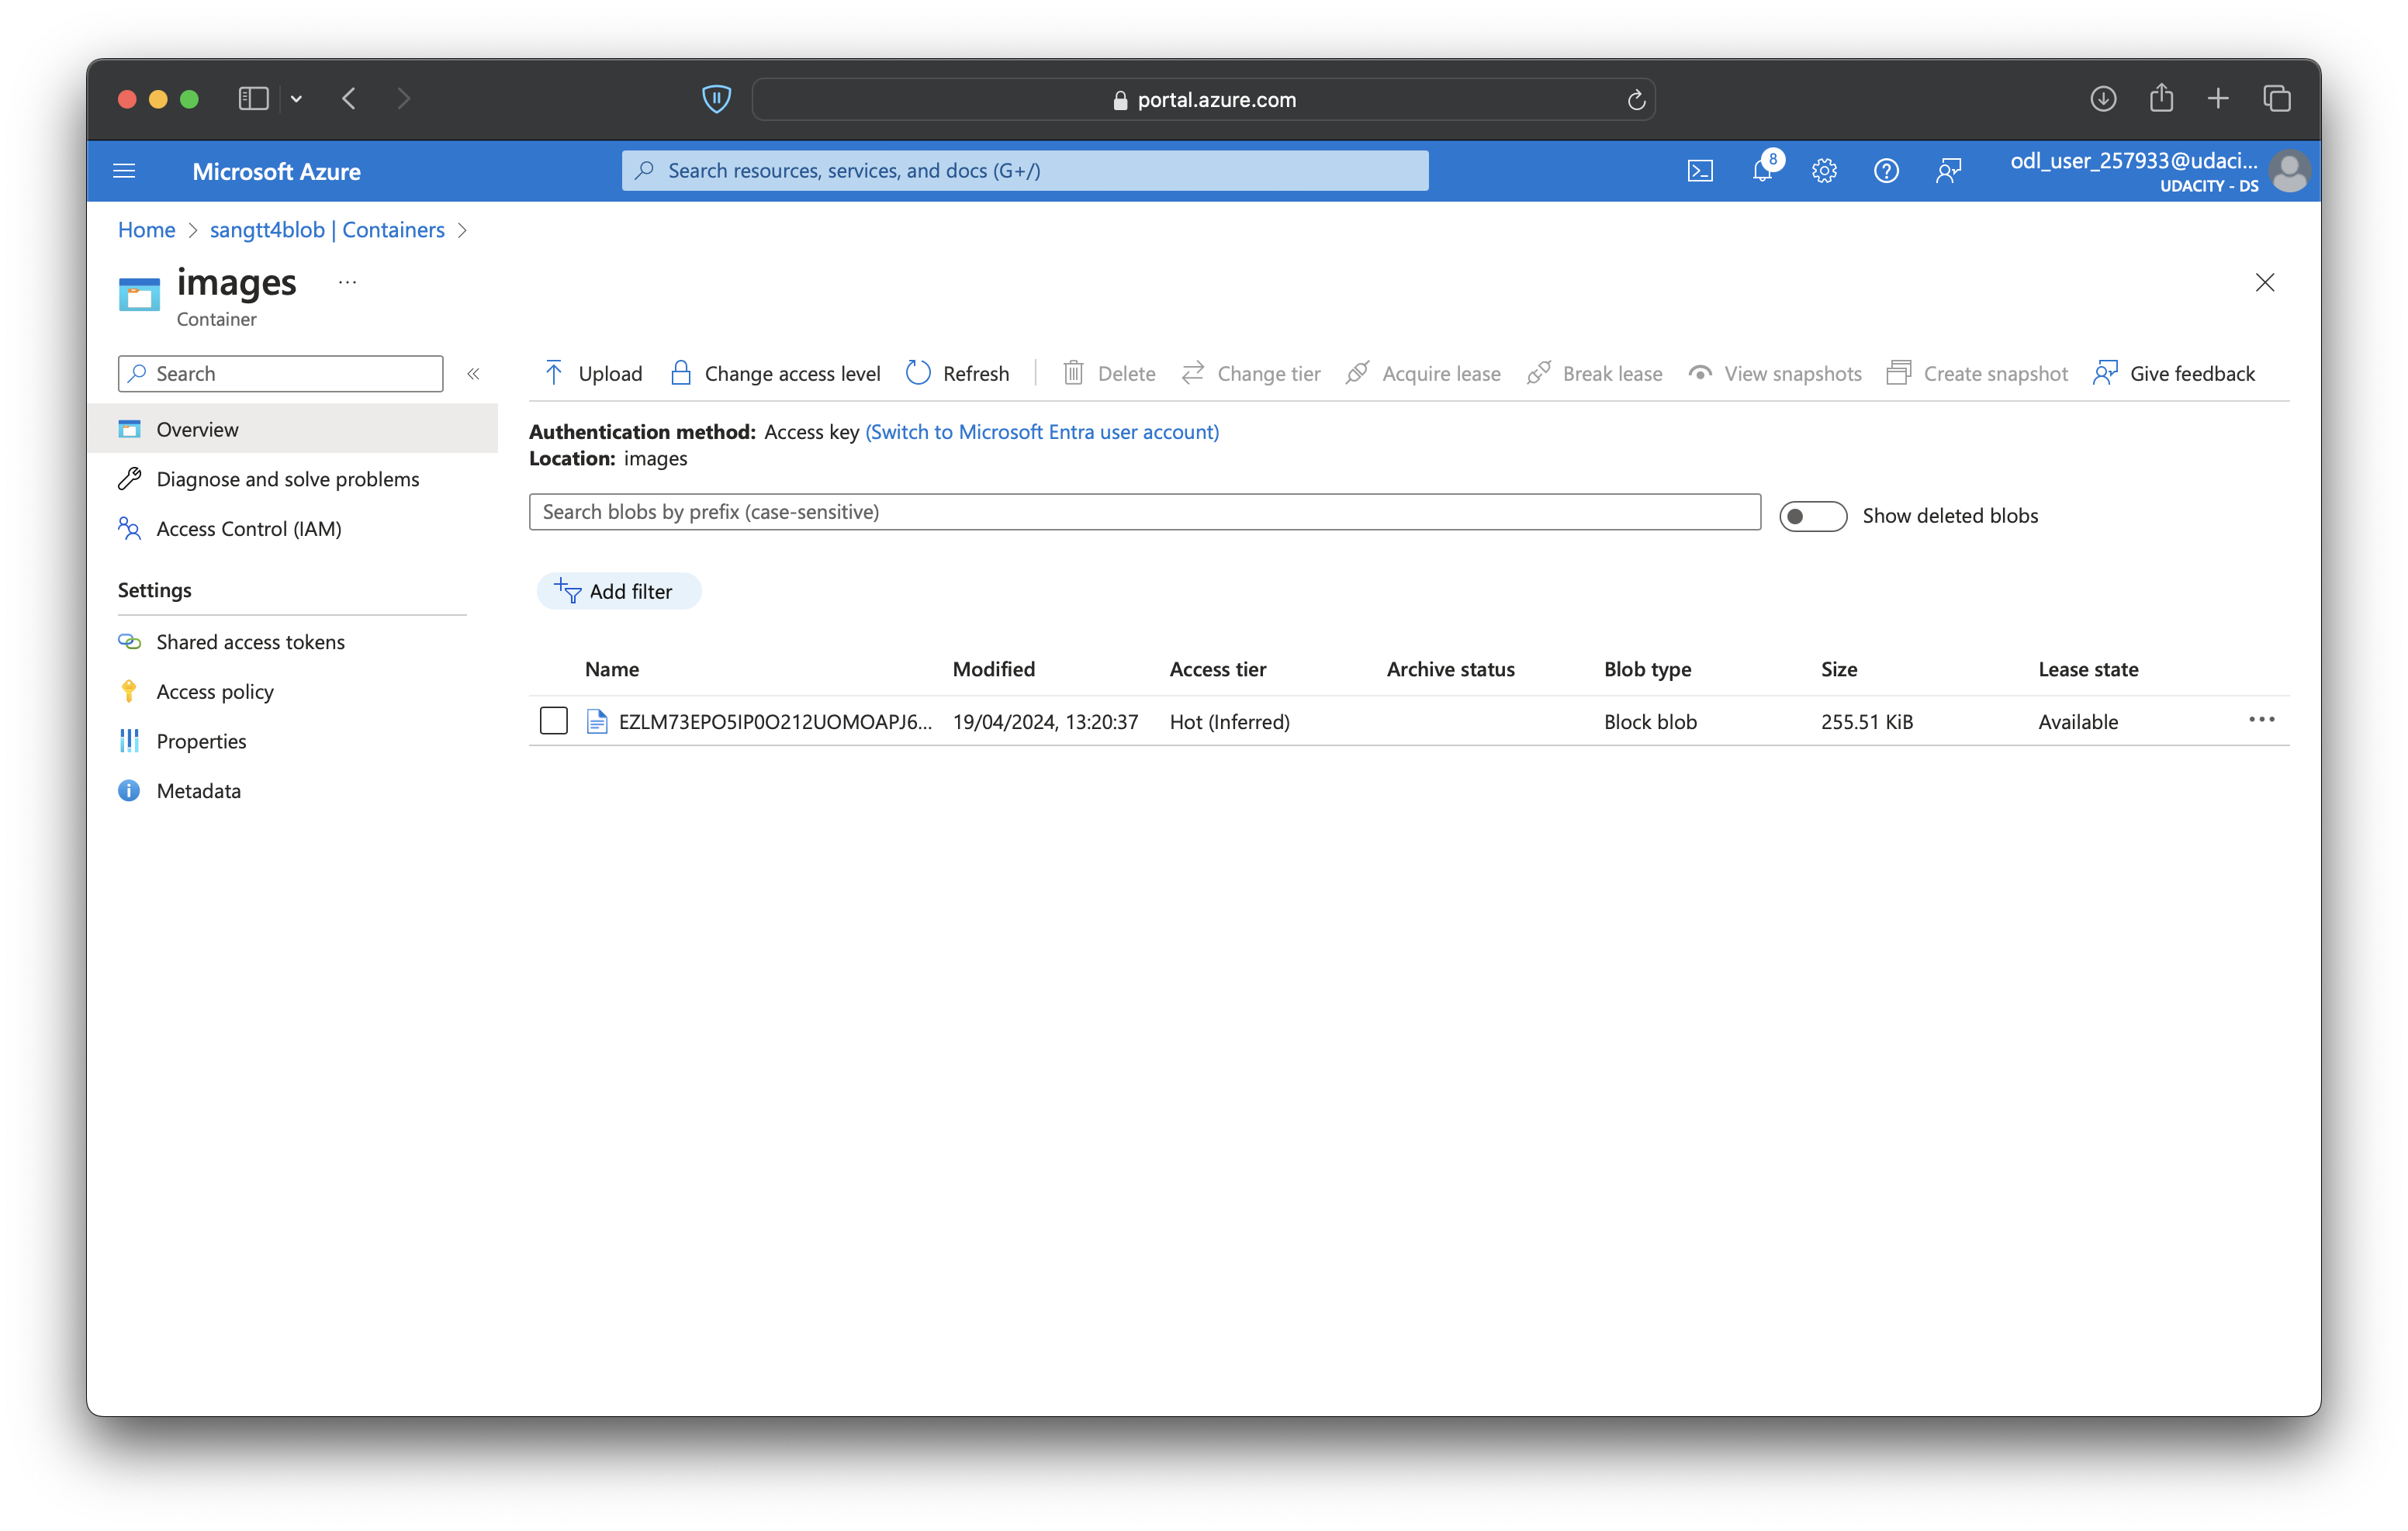 portal.azure.com
Microsoft Azure
Search resources, services, and docs (G+/)
8
odl_user_257933@udaci...
UDACITY - DS
Home > sangtt4blob | Containers >
images ...
Container
Search
«
Upload Change access level Refresh Delete Change tier Acquire lease Break lease View snapshots Create snapshot Give feedback
Overview
Diagnose and solve problems
Access Control (IAM)
Settings
Shared access tokens
Access policy
Properties
Metadata
Authentication method: Access key (Switch to Microsoft Entra user account)
Location: images
Search blobs by prefix (case-sensitive)
Show deleted blobs
Add filter
Name Modified Access tier Archive status Blob type Size Lease state
EZLM73EPO5IP0O212UOMOAPJ6... 19/04/2024, 13:20:37 Hot (Inferred) Block blob 255.51 KiB Available ...